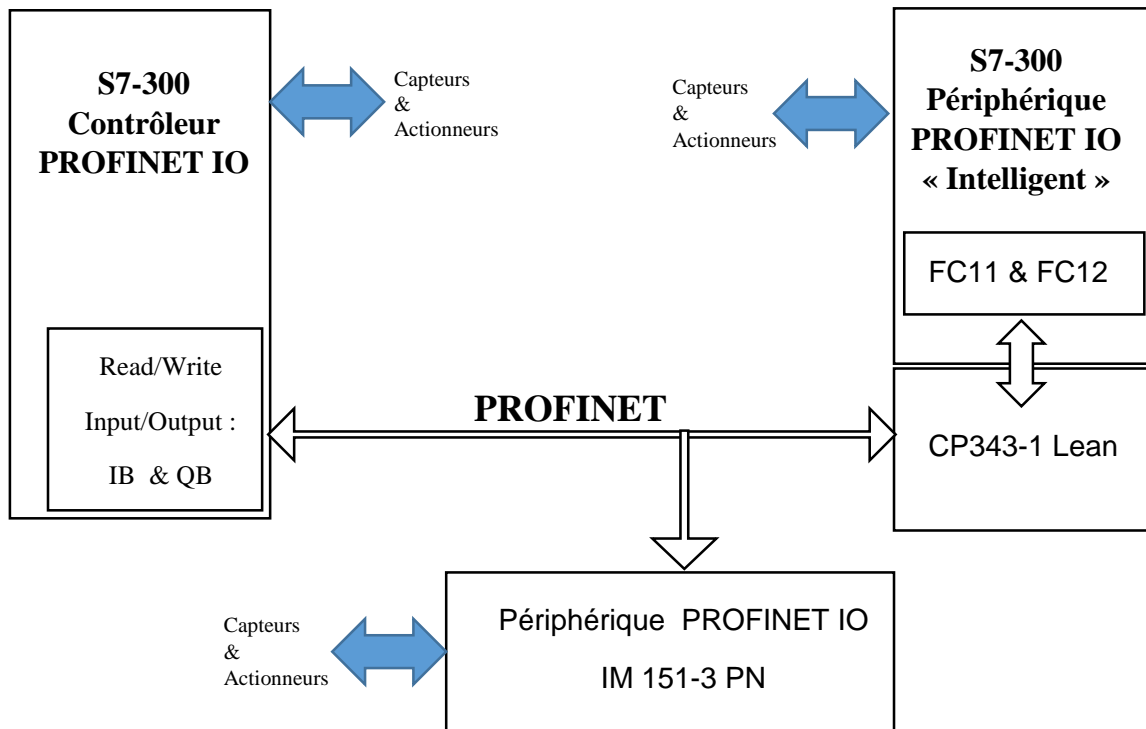 S7-300
Contrôleur
PROFINET IO
Capteurs
&
Actionneurs
Capteurs
&
Actionneurs
S7-300
Périphérique
PROFINET IO
« Intelligent »
FC11 & FC12
Read/Write
Input/Output :
IB & QB
PROFINET
CP343-1 Lean
Capteurs
&
Actionneurs
Périphérique PROFINET IO
IM 151-3 PN